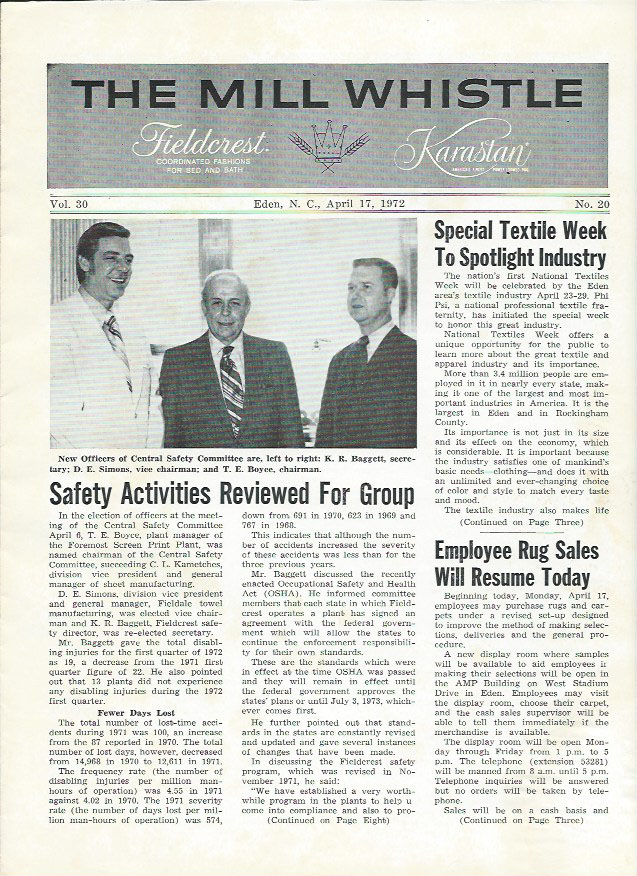 THE MILL WHISTLE
Fieldcrest.
COORDINATED FASHIONS
FOR BED AND BATH
Karastan
Vol. 30
Eden, N. C., April 17, 1972
No. 20
New Officers of Central Safety Committee are, left to right: K. R. Baggett, secre-
tary; D. E. Simons, vice chairman; and T. E. Boyce, chairman.
Safety Activities Reviewed For Group
In the election of officers at the meet-
ing of the Central Safety Committee
April 6, T. E. Boyce, plant manager of
the Foremost Screen Print Plant, was
named chairman of the Central Safety
Committee, succeeding C. L. Kametches,
division vice president and general
manager of sheet manufacturing.
D. E. Simons, division vice president
and general manager, Fieldale towel
manufacturing, was elected vice chair-
man and K. R. Baggett, Fieldcrest safe-
ty director, was re-elected secretary.
Mr. Baggett gave the total disabl-
ing injuries for the first quarter of 1972
as 19, a decrease from the 1971 first
quarter figure of 22. He also pointed
out that 13 plants did not experience
any disabling injuries during the 1972
first quarter.
Fewer Days Lost
The total number of lost-time acci-
dents during 1971 was 100, an increase
from the 87 reported in 1970. The total
number of lost days, however, decreased
from 14,968 in 1970 to 12,611 in 1971.
The frequency rate (the number of
disabling injuries per million man-
hours of operation) was 4.55 in 1971
against 4.02 in 1970. The 1971 severity
rate (the number of days lost per mil-
lion man-hours of operation) was 574,
down from 691 in 1970, 623 in 1969 and
767 in 1968.
This indicates that although the num-
ber of accidents increased the severity
of these accidents was less than for the
three previous years.
Mr. Baggett discussed the recently
enacted Occupational Safety and Health
Act (OSHA). He informed committee
members that each state in which Field-
crest operates a plant has signed an
agreement with the federal govern-
ment which will allow the states to
continue the enforcement responsibili-
ty for their own standards.
These are the standards which were
in effect at the time OSHA was passed
and they will remain in effect until
the federal government approves the
states' plans or until July 3, 1973, which-
ever comes first.
He further pointed out that stand-
ards in the states are constantly revised
and updated and gave several instances
of changes that have been made.
In discussing the Fieldcrest safety
program, which was revised in No-
vember 1971, he said:
"We have established a very worth-
while program in the plants to help u
come into compliance and also to pro-
(Continued on Page Eight)
Special Textile Week
To Spotlight Industry
The nation's first National Textiles
Week will be celebrated by the Eden
area's textile industry April 23-29. Phi
Psi, a national professional textile fra-
ternity, has initiated the special week
to honor this great industry.
National Textiles Week offers a
unique opportunity for the public to
learn more about the great textile and
apparel industry and its importance.
More than 3.4 million people are em-
ployed in it in nearly every state, mak-
ing it one of the largest and most im-
portant industries in America. It is the
largest in Eden and in Rockingham
County.
Its importance is not just in its size
and its effect on the economy, which
is considerable. It is important because
the industry satisfies one of mankind's
basic needs—clothing—and does it with
an unlimited and ever-changing choice
of color and style to match every taste
and mood.
The textile industry also makes life
(Continued on Page Three)
Employee Rug Sales
Will Resume Today
Beginning today, Monday, April 17,
employees may purchase rugs and car-
pets under a revised set-up designed
to improve the method of making selec-
tions, deliveries and the general pro-
cedure.
A new display room where samples
will be available to aid employees i
making their selections will be open in
the AMP Building on West Stadium
Drive in Eden. Employees may visit
the display room, choose their carpet,
and the cash sales supervisor will be
able to tell them immediately if the
merchandise is available.
The display room will be open Mon-
day through Friday from 1 p.m. to 5
p.m. The telephone (extension 53281)
will be manned from 8 a.m. until 5 p.m.
Telephone inquiries will be answered
but no orders will be taken by tele-
phone.
Sales will be on a cash basis and
(Continued on Page Three)